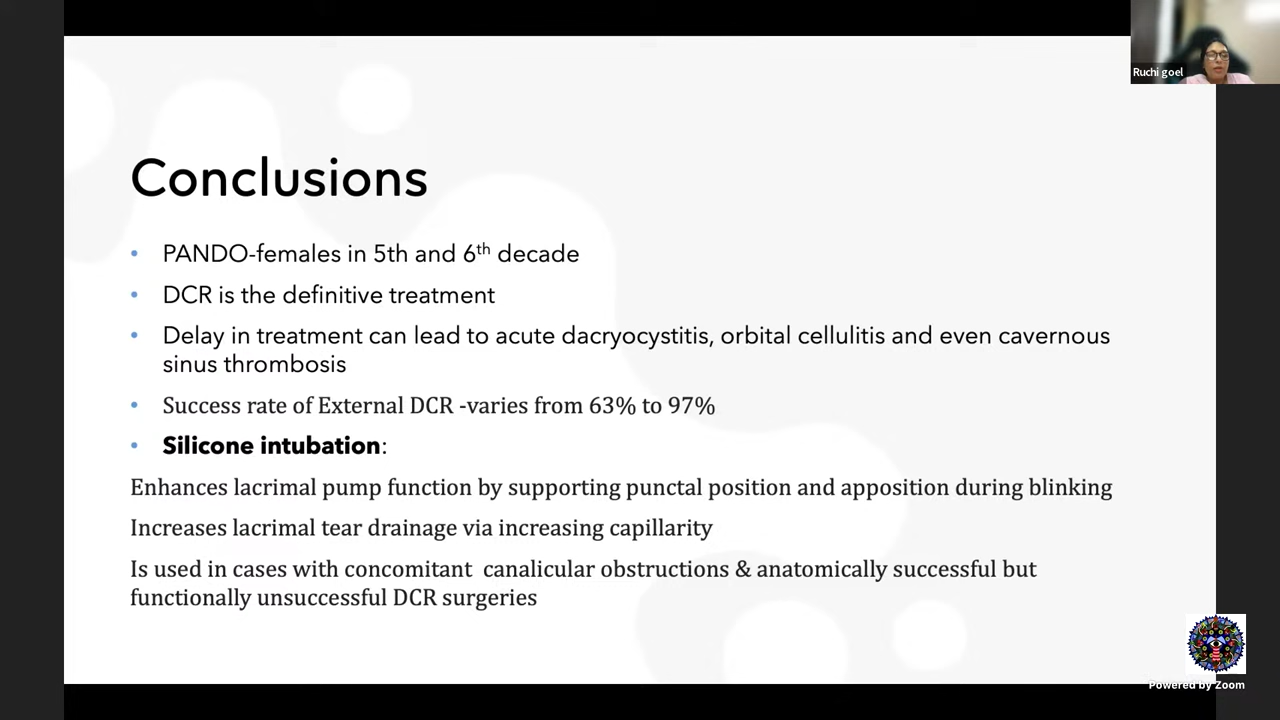 Ruchi goel
Conclusions
• PANDO-females in 5th and 6th decade
• DCR is the definitive treatment
• Delay in treatment can lead to acute dacryocystitis, orbital cellulitis and even cavernous
sinus thrombosis
• Success rate of External DCR -varies from 63% to 97%
• Silicone intubation:
Enhances lacrimal pump function by supporting punctal position and apposition during blinking
Increases lacrimal tear drainage via increasing capillarity
Is used in cases with concomitant canalicular obstructions & anatomically successful but
functionally unsuccessful DCR surgeries
Powered by Zoom